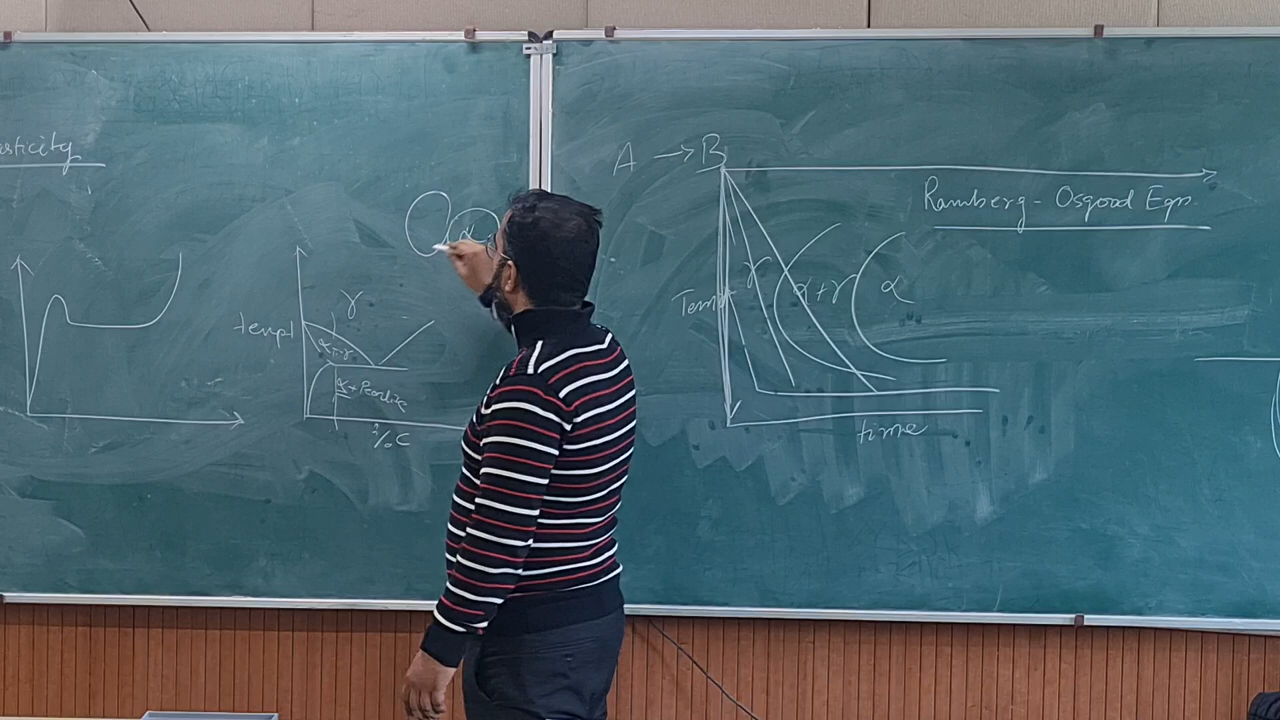 asticity
temp
γ
α+γ
α + Pearlite
% C
α
A → B
Ramberg - Osgood Eqn.
Temp
γ
α+γ
α
time